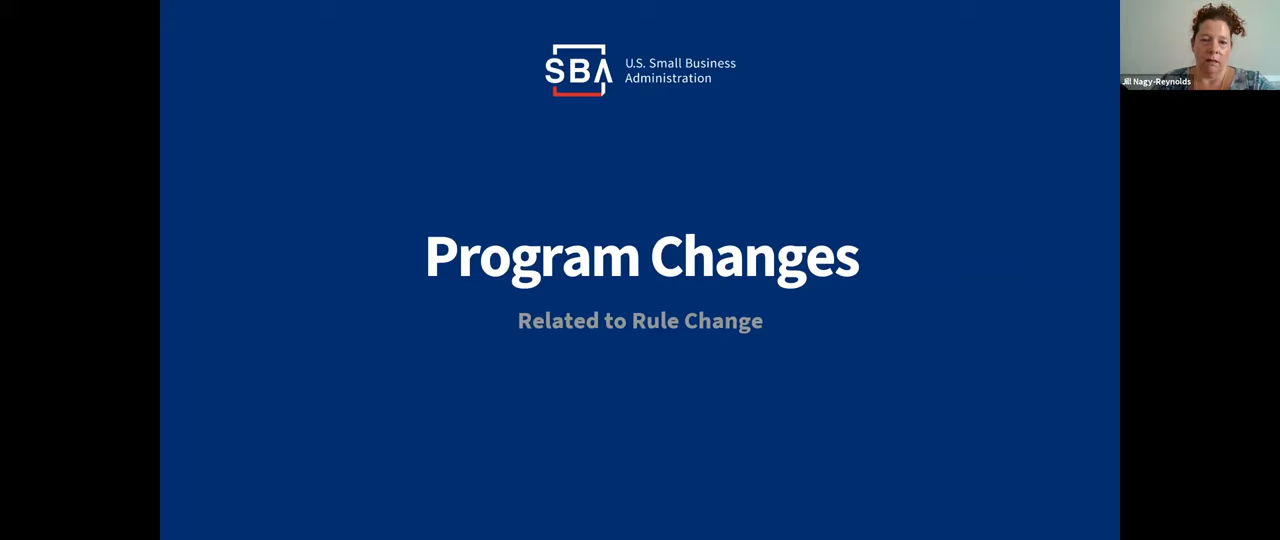 SBA
U.S. Small Business
Administration
Jill Nagy-Reynolds
Program Changes
Related to Rule Change